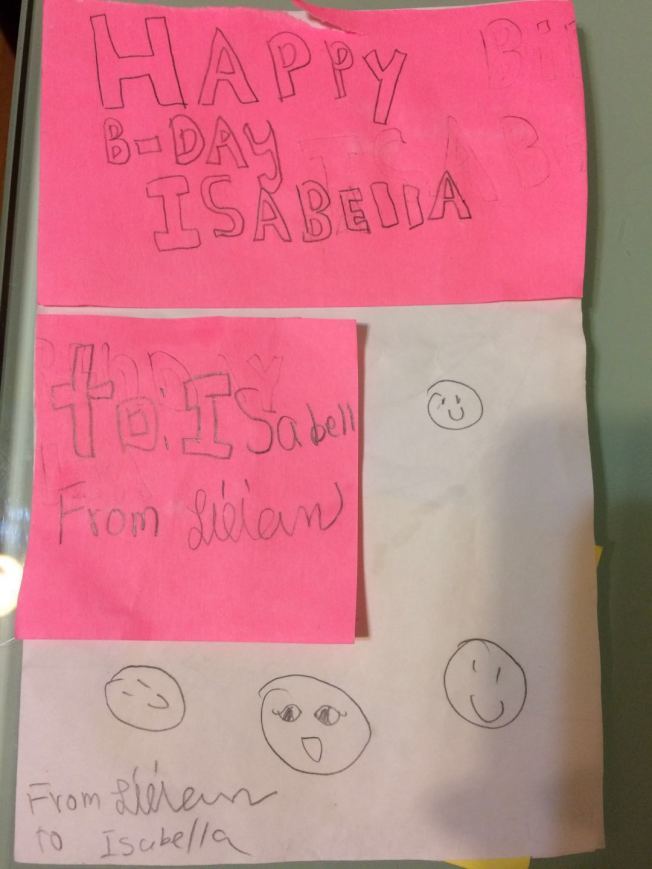 HAPPY
B-DAY
ISABEllA
to: ISabell
From Lilian
From Lilian
to Isabella